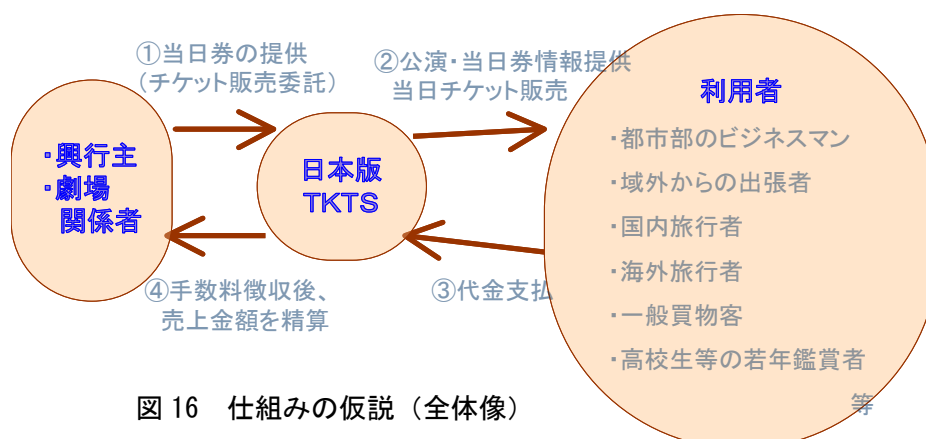 ①当日券の提供
(チケット販売委託)
②公演・当日券情報提供
当日チケット販売
・興行主
・劇場
関係者
日本版
TKTS
利用者
・都市部のビジネスマン
・域外からの出張者
・国内旅行者
・海外旅行者
・一般買物客
・高校生等の若年鑑賞者
等
④手数料徴収後、
売上金額を精算
③代金支払
図16 仕組みの仮説（全体像）